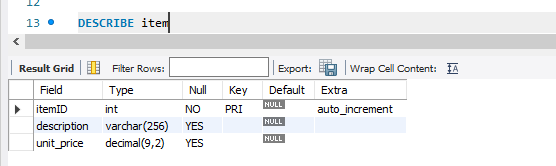 12
13 DESCRIBE item
Result Grid Filter Rows: Export: Wrap Cell Content: IA
Field Type Null Key Default Extra
itemID int NO PRI NULL auto_increment
description varchar(256) YES NULL
unit_price decimal(9,2) YES NULL